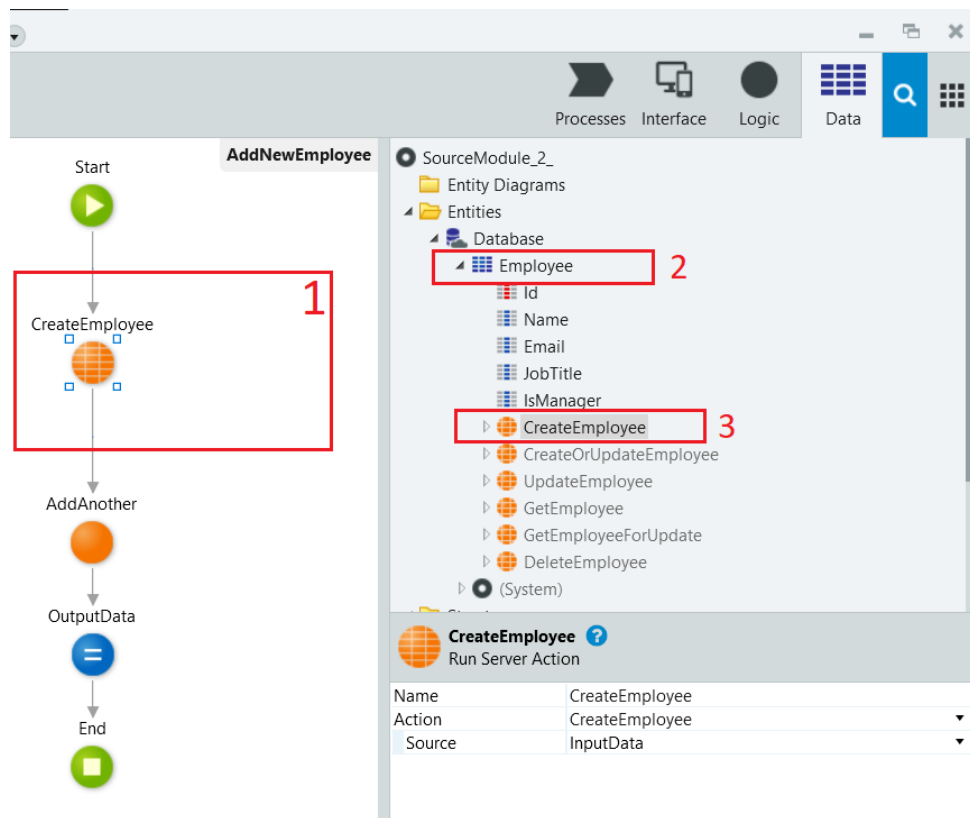 Processes Interface Logic Data
AddNewEmployee
Start
1
CreateEmployee
AddAnother
OutputData
=
End
SourceModule_2_
Entity Diagrams
Entities
Database
Employee 2
Id
Name
Email
JobTitle
IsManager
CreateEmployee 3
CreateOrUpdateEmployee
UpdateEmployee
GetEmployee
GetEmployeeForUpdate
DeleteEmployee
(System)
CreateEmployee ?
Run Server Action
Name CreateEmployee
Action CreateEmployee
Source InputData